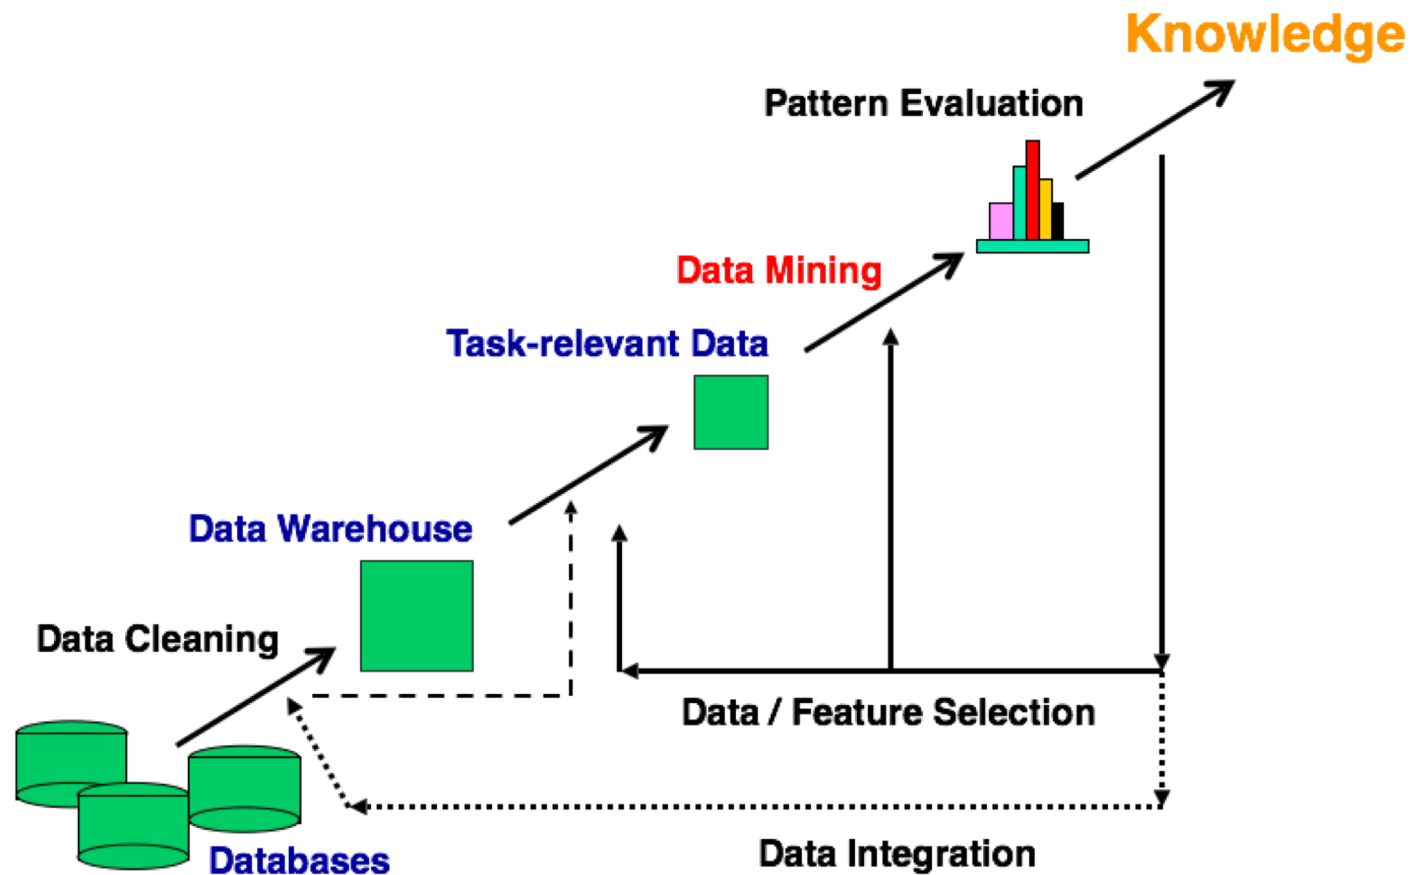 Knowledge
Pattern Evaluation
Data Mining
Task-relevant Data
Data Warehouse
Data Cleaning
Data / Feature Selection
Data Integration
Databases